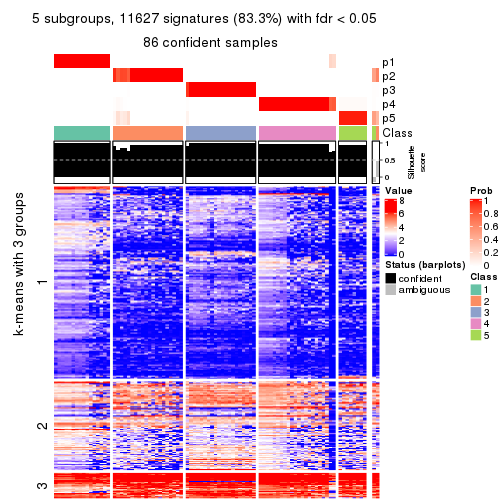 5 subgroups, 11627 signatures (83.3%) with fdr < 0.05
86 confident samples
p1
p2
p3
p4
p5
Class
1
0.5
0
Silhouette
score
k-means with 3 groups
1
2
3
Value
8
6
4
2
0
Status (barplots)
confident
ambiguous
Prob
1
0.8
0.6
0.4
0.2
0
Class
1
2
3
4
5